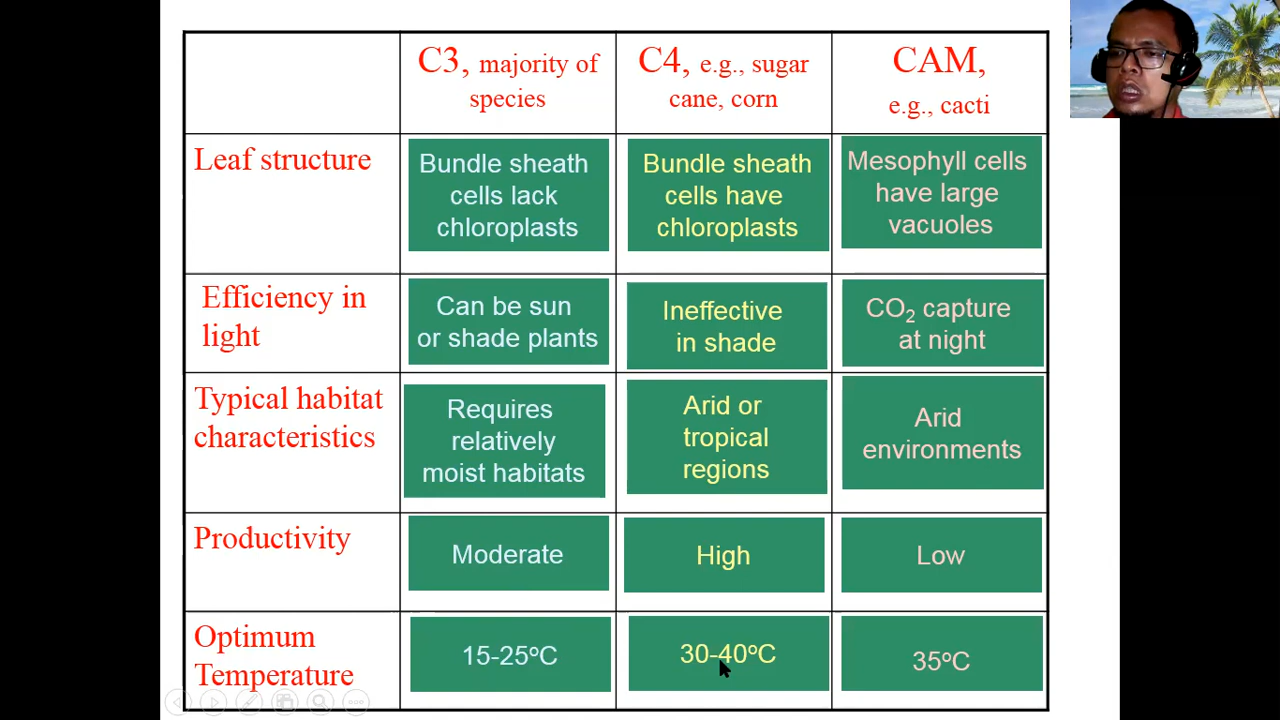 C3, majority of
species
C4, e.g., sugar
cane, corn
CAM,
e.g., cacti
Leaf structure
Bundle sheath
cells lack
chloroplasts
Bundle sheath
cells have
chloroplasts
Mesophyll cells
have large
vacuoles
Efficiency in
light
Can be sun
or shade plants
Ineffective
in shade
CO₂ capture
at night
Typical habitat
characteristics
Requires
relatively
moist habitats
Arid or
tropical
regions
Arid
environments
Productivity
Moderate
High
Low
Optimum
Temperature
15-25ºC
30-40ºC
35ºC